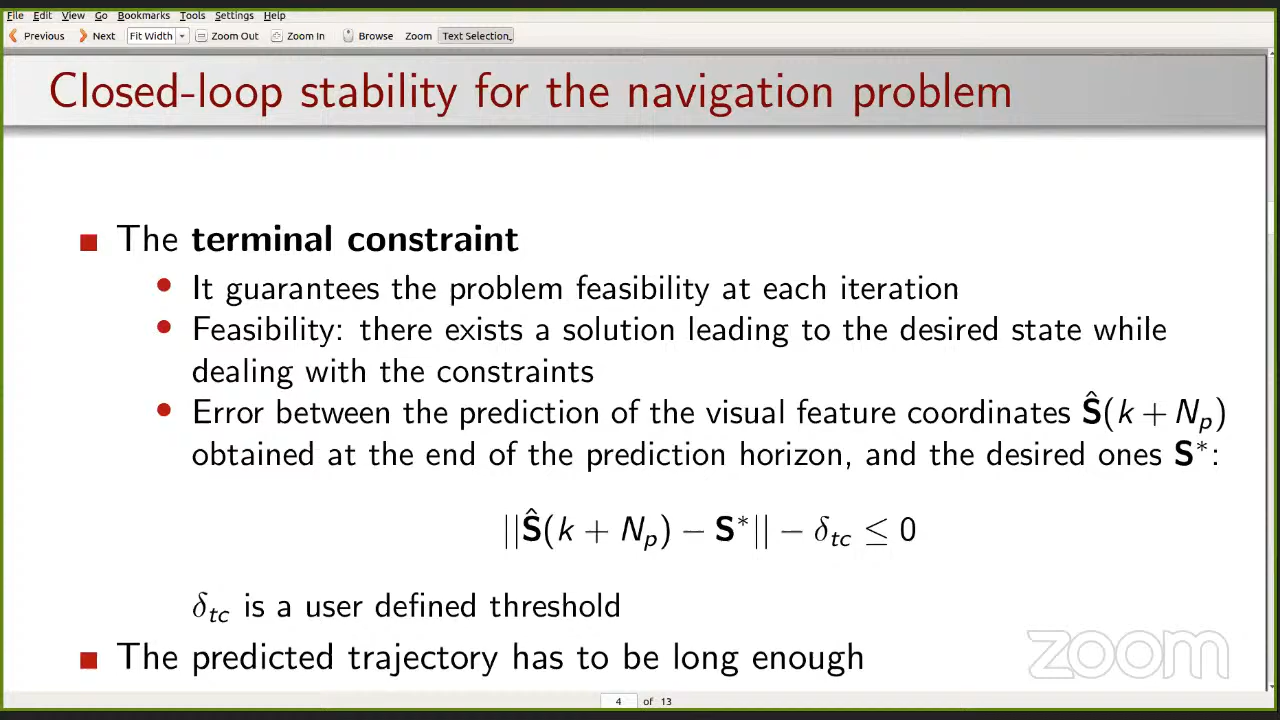 File Edit View Go Bookmarks Tools Settings Help
Previous Next Fit Width Zoom Out Zoom In Browse Zoom Text Selection
Closed-loop stability for the navigation problem
The terminal constraint
It guarantees the problem feasibility at each iteration
Feasibility: there exists a solution leading to the desired state while
dealing with the constraints
Error between the prediction of the visual feature coordinates Ŝ(k + Nₚ)
obtained at the end of the prediction horizon, and the desired ones S*:
||Ŝ(k + Nₚ) − S*|| − δ_tc ≤ 0
δ_tc is a user defined threshold
The predicted trajectory has to be long enough
zoom
4 of 13